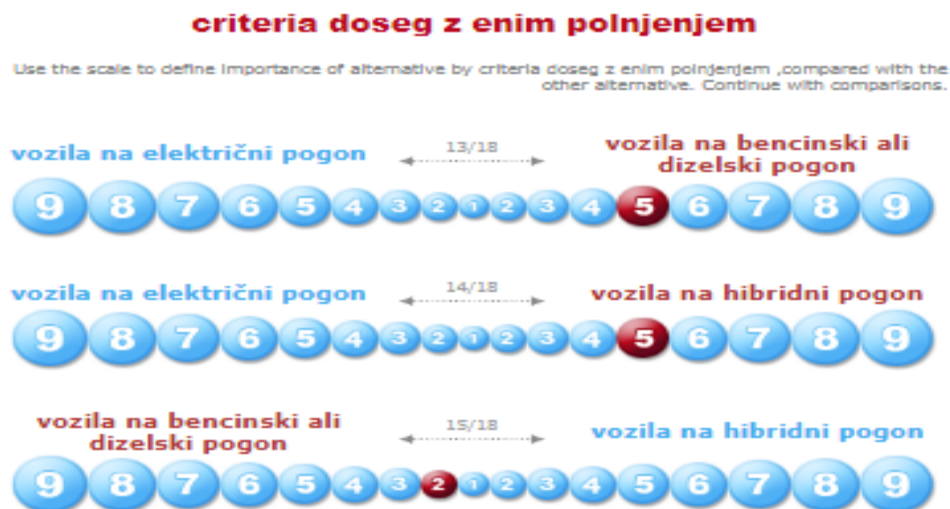 criteria doseg z enim polnjenjem
Use the scale to define importance of alternative by criteria doseg z enim polnjenjem ,compared with the
other alternative. Continue with comparisons.
vozila na električni pogon 13/18 vozila na bencinski ali
dizelski pogon
9 8 7 6 5 4 3 2 1 2 3 4 5 6 7 8 9
vozila na električni pogon 14/18 vozila na hibridni pogon
9 8 7 6 5 4 3 2 1 2 3 4 5 6 7 8 9
vozila na bencinski ali
dizelski pogon 15/18 vozila na hibridni pogon
9 8 7 6 5 4 3 2 1 2 3 4 5 6 7 8 9